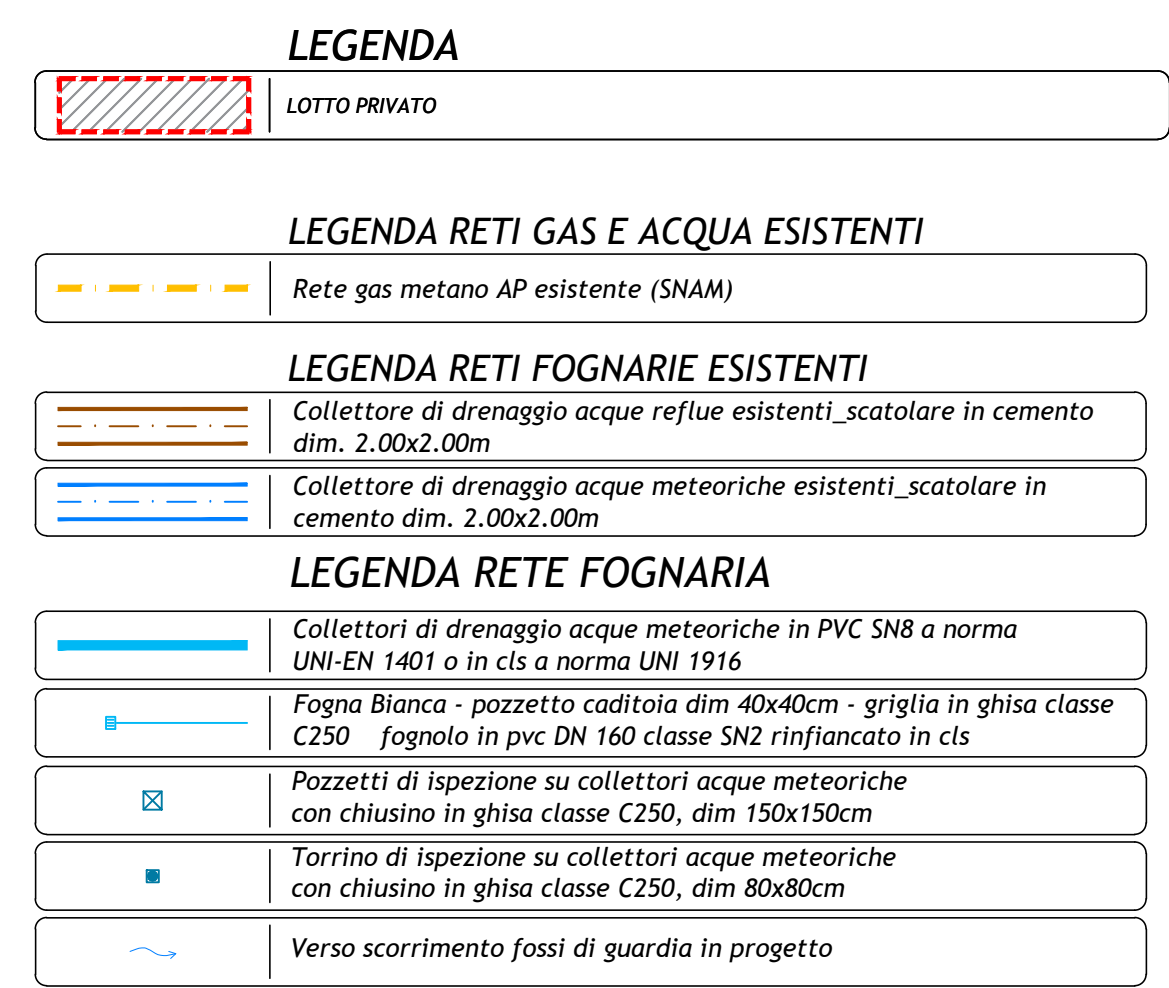 LEGENDA
LOTTO PRIVATO
LEGENDA RETI GAS E ACQUA ESISTENTI
Rete gas metano AP esistente (SNAM)
LEGENDA RETI FOGNARIE ESISTENTI
Collettore di drenaggio acque reflue esistenti_scatolare in cemento
dim. 2.00x2.00m
Collettore di drenaggio acque meteoriche esistenti_scatolare in
cemento dim. 2.00x2.00m
LEGENDA RETE FOGNARIA
Collettori di drenaggio acque meteoriche in PVC SN8 a norma
UNI-EN 1401 o in cls a norma UNI 1916
Fogna Bianca - pozzetto caditoia dim 40x40cm - griglia in ghisa classe
C250 fognolo in pvc DN 160 classe SN2 rinfiancato in cls
Pozzetti di ispezione su collettori acque meteoriche
con chiusino in ghisa classe C250, dim 150x150cm
Torrino di ispezione su collettori acque meteoriche
con chiusino in ghisa classe C250, dim 80x80cm
Verso scorrimento fossi di guardia in progetto